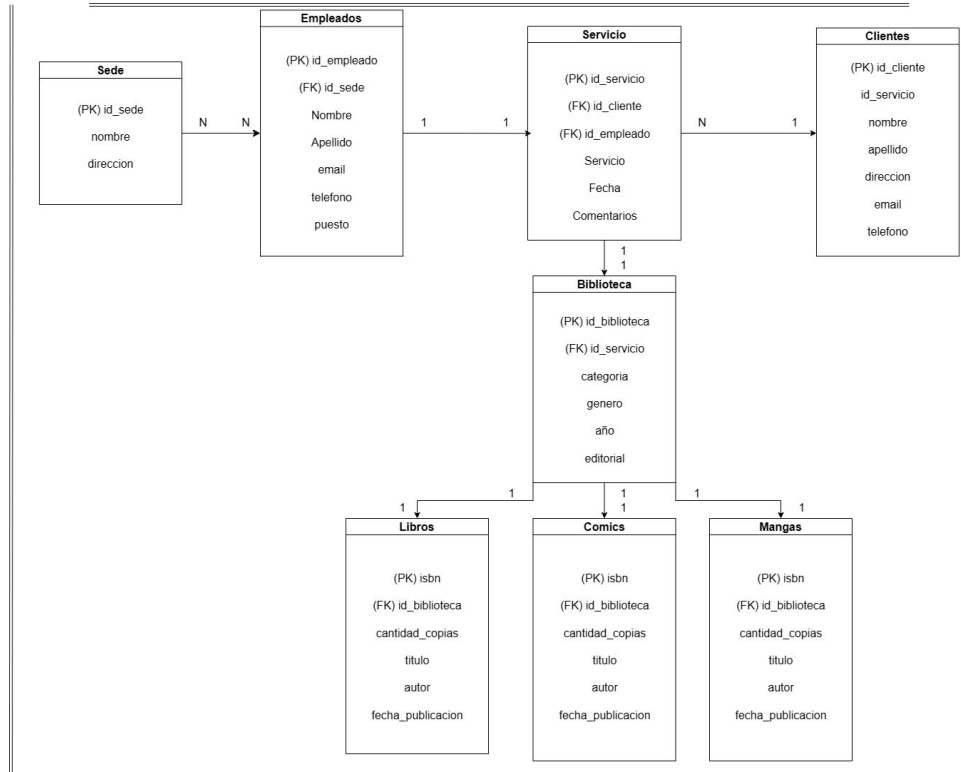 Sede
(PK) id_sede
nombre
direccion
N N
Empleados
(PK) id_empleado
(FK) id_sede
Nombre
Apellido
email
telefono
puesto
1 1
Servicio
(PK) id_servicio
(FK) id_cliente
(FK) id_empleado
Servicio
Fecha
Comentarios
N 1
Clientes
(PK) id_cliente
id_servicio
nombre
apellido
direccion
email
telefono
1
1
Biblioteca
(PK) id_biblioteca
(FK) id_servicio
categoria
genero
año
editorial
1
1
Libros
(PK) isbn
(FK) id_biblioteca
cantidad_copias
titulo
autor
fecha_publicacion
1
1
Comics
(PK) isbn
(FK) id_biblioteca
cantidad_copias
titulo
autor
fecha_publicacion
1
1
Mangas
(PK) isbn
(FK) id_biblioteca
cantidad_copias
titulo
autor
fecha_publicacion